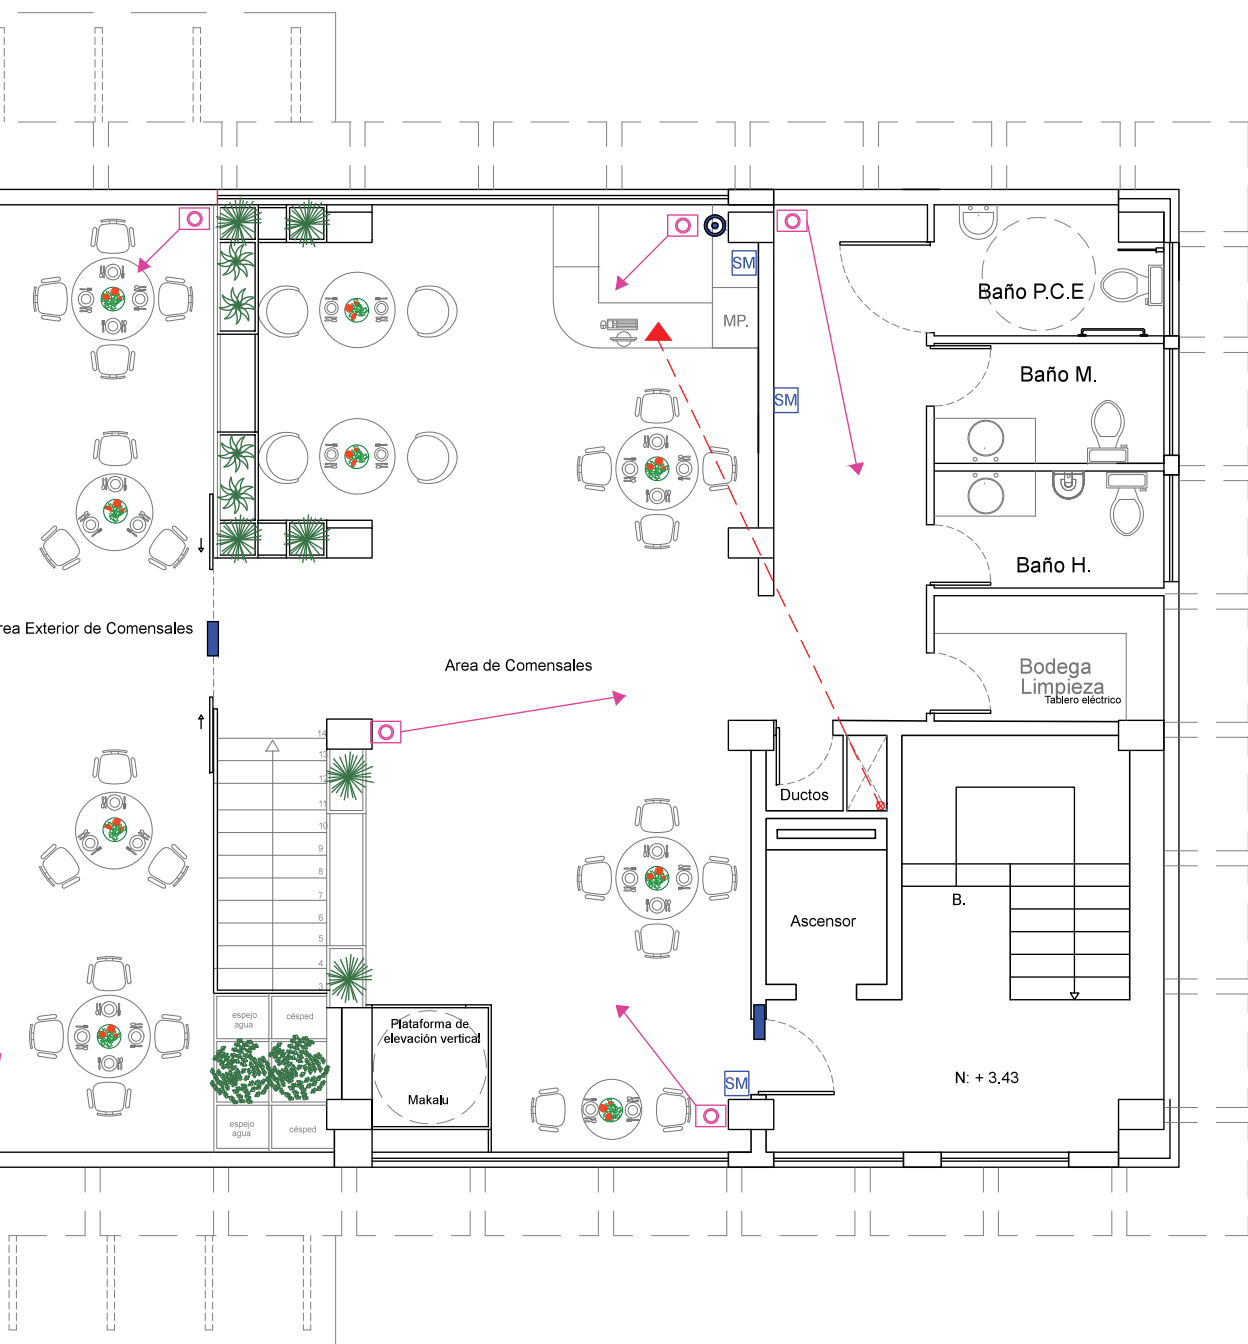 SM
Baño P.C.E
MP.
Baño M.
SM
Baño H.
rea Exterior de Comensales
Area de Comensales
Bodega
Limpieza
Tablero eléctrico
14
13
12
11
10
9
8
7
6
5
4
3
Ductos
B.
Ascensor
espejo
agua
césped
Plataforma de
elevación vertical
Makalu
SM
N: + 3.43
espejo
agua
césped